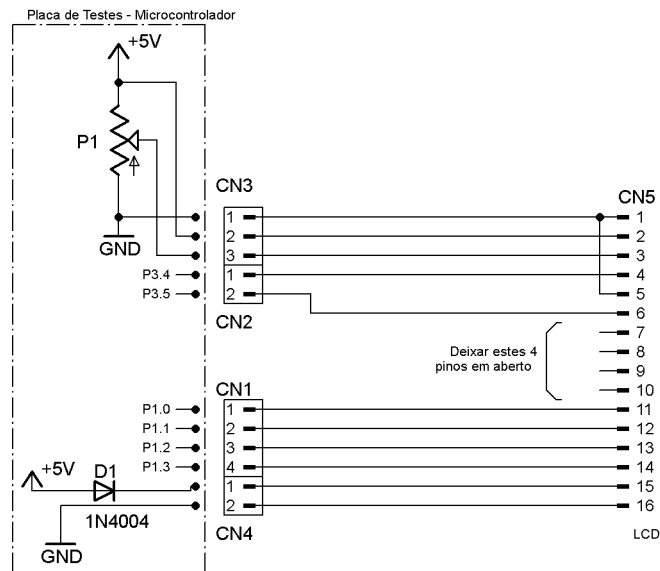 Placa de Testes - Microcontrolador
+5V
P1
GND
CN3
1
2
3
P3.4
1
P3.5
2
CN2
CN5
1
2
3
4
5
6
7
8
9
10
11
12
13
14
15
16
LCD
Deixar estes 4
pinos em aberto
CN1
P1.0
1
P1.1
2
P1.2
3
P1.3
4
1
2
CN4
+5V
D1
1N4004
GND